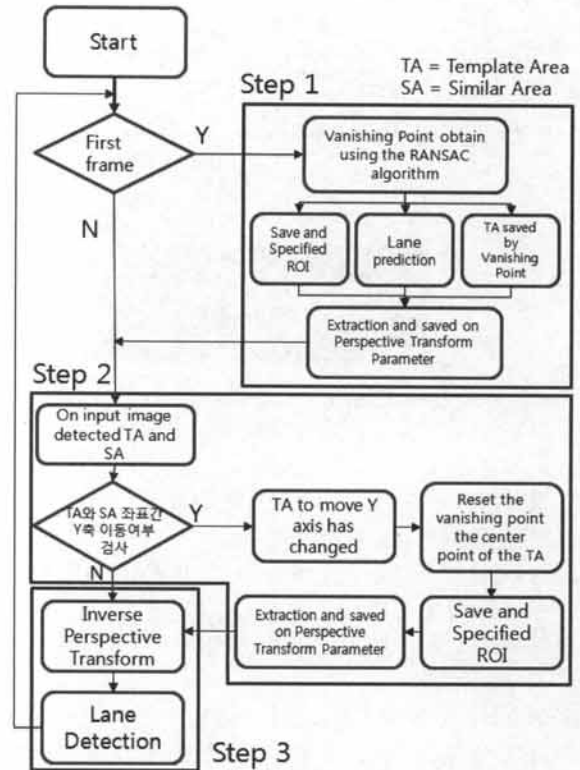 Start
TA = Template Area
SA = Similar Area
Step 1
First
frame
Y
N
Vanishing Point obtain
using the RANSAC
algorithm
Save and
Specified
ROI
Lane
prediction
TA saved
by
Vanishing
Point
Extraction and saved on
Perspective Transform
Parameter
Step 2
On input image
detected TA and
SA
TA와 SA 좌표간
Y축 이동여부
검사
Y
N
TA to move Y
axis has
changed
Reset the
vanishing point
the center
point of the TA
Save and
Specified
ROI
Extraction and saved
on Perspective
Transform Parameter
Inverse
Perspective
Transform
Lane
Detection
Step 3